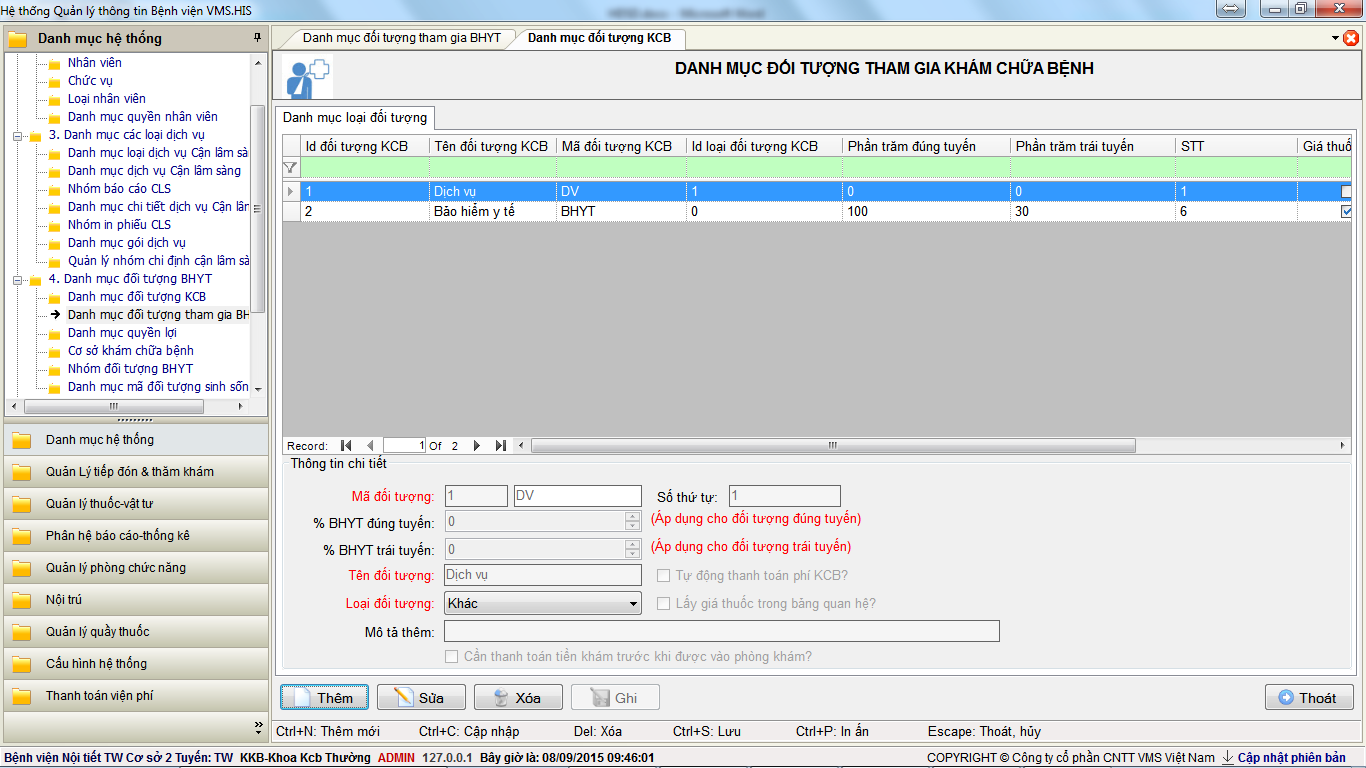 Hệ thống Quản lý thông tin Bệnh viện VMS.HIS
Danh mục hệ thống
Nhân viên
Chức vụ
Loại nhân viên
Danh mục quyền nhân viên
3. Danh mục các loại dịch vụ
Danh mục loại dịch vụ Cận lâm sà
Danh mục dịch vụ Cận lâm sàng
Nhóm báo cáo CLS
Danh mục chi tiết dịch vụ Cận lân
Nhóm in phiếu CLS
Danh mục gói dịch vụ
Quản lý nhóm chỉ định cận lâm sà
4. Danh mục đối tượng BHYT
Danh mục đối tượng KCB
Danh mục đối tượng tham gia BH
Danh mục quyền lợi
Cơ sở khám chữa bệnh
Nhóm đối tượng BHYT
Danh mục mã đối tượng sinh sống
Danh mục hệ thống
Quản Lý tiếp đón & thăm khám
Quản lý thuốc-vật tư
Phân hệ báo cáo-thống kê
Quản lý phòng chức năng
Nội trú
Quản lý quầy thuốc
Cấu hình hệ thống
Thanh toán viện phí
Danh mục đối tượng tham gia BHYT Danh mục đối tượng KCB
DANH MỤC ĐỐI TƯỢNG THAM GIA KHÁM CHỮA BỆNH
Danh mục loại đối tượng
Id đối tượng KCB Tên đối tượng KCB Mã đối tượng KCB Id loại đối tượng KCB Phần trăm đúng tuyến Phần trăm trái tuyến STT Giá thuố
1 Dịch vụ DV 1 0 0 1
2 Bảo hiểm y tế BHYT 0 100 30 6
Record: 1 Of 2
Thông tin chi tiết
Mã đối tượng: 1 DV Số thứ tự: 1
% BHYT đúng tuyến: 0 (Áp dụng cho đối tượng đúng tuyến)
% BHYT trái tuyến: 0 (Áp dụng cho đối tượng trái tuyến)
Tên đối tượng: Dịch vụ Tự động thanh toán phí KCB?
Loại đối tượng: Khác Lấy giá thuốc trong bảng quan hệ?
Mô tả thêm:
Cần thanh toán tiền khám trước khi được vào phòng khám?
Thêm Sửa Xóa Ghi Thoát
Ctrl+N: Thêm mới Ctrl+C: Cập nhập Del: Xóa Ctrl+S: Lưu Ctrl+P: In ấn Escape: Thoát, hủy
Bệnh viện Nội tiết TW Cơ sở 2 Tuyến: TW KKB-Khoa Kcb Thường ADMIN 127.0.0.1 Bây giờ là: 08/09/2015 09:46:01 COPYRIGHT © Công ty cổ phần CNTT VMS Việt Nam Cập nhật phiên bản